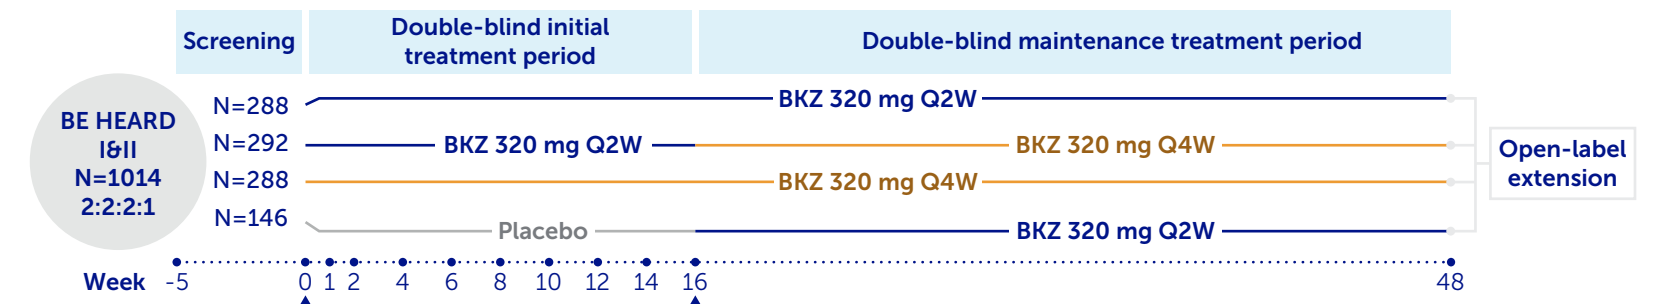 Screening
Double-blind initial
treatment period
Double-blind maintenance treatment period
BE HEARD
I&II
N=1014
2:2:2:1
N=288
BKZ 320 mg Q2W
N=292
BKZ 320 mg Q2W
BKZ 320 mg Q4W
N=288
BKZ 320 mg Q4W
N=146
Placebo
BKZ 320 mg Q2W
Open-label
extension
Week -5 0 1 2 4 6 8 10 12 14 16 48